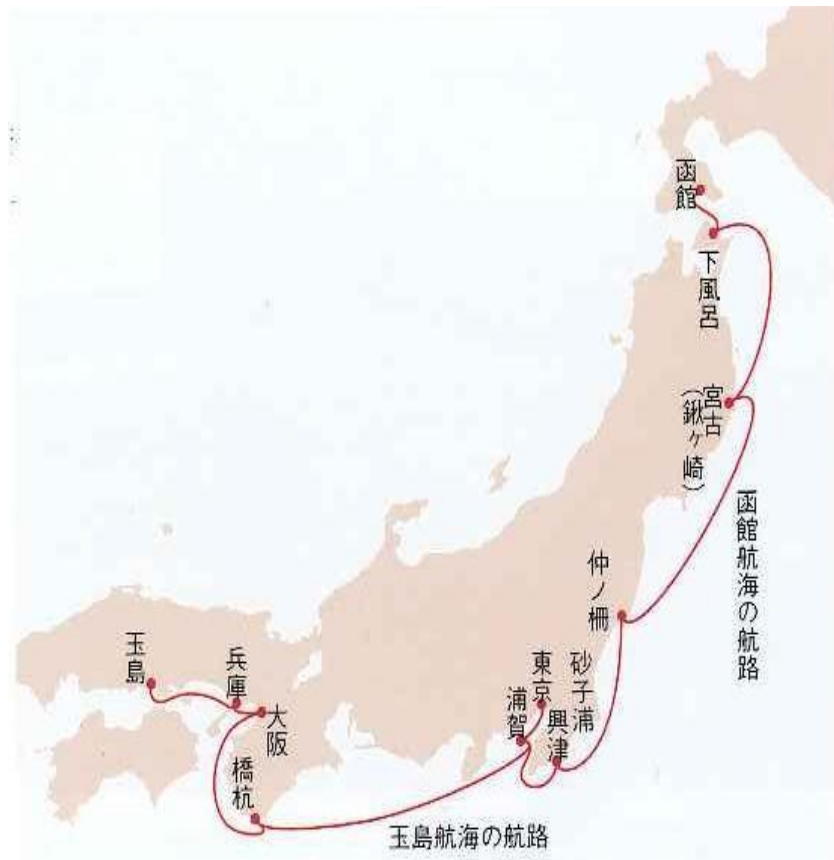 函館
下風呂
宮古
(鍬ヶ崎)
函館航海の航路
仲ノ柵
砂子浦
興津
東京
浦賀
大阪
兵庫
玉島
橋杭
玉島航海の航路